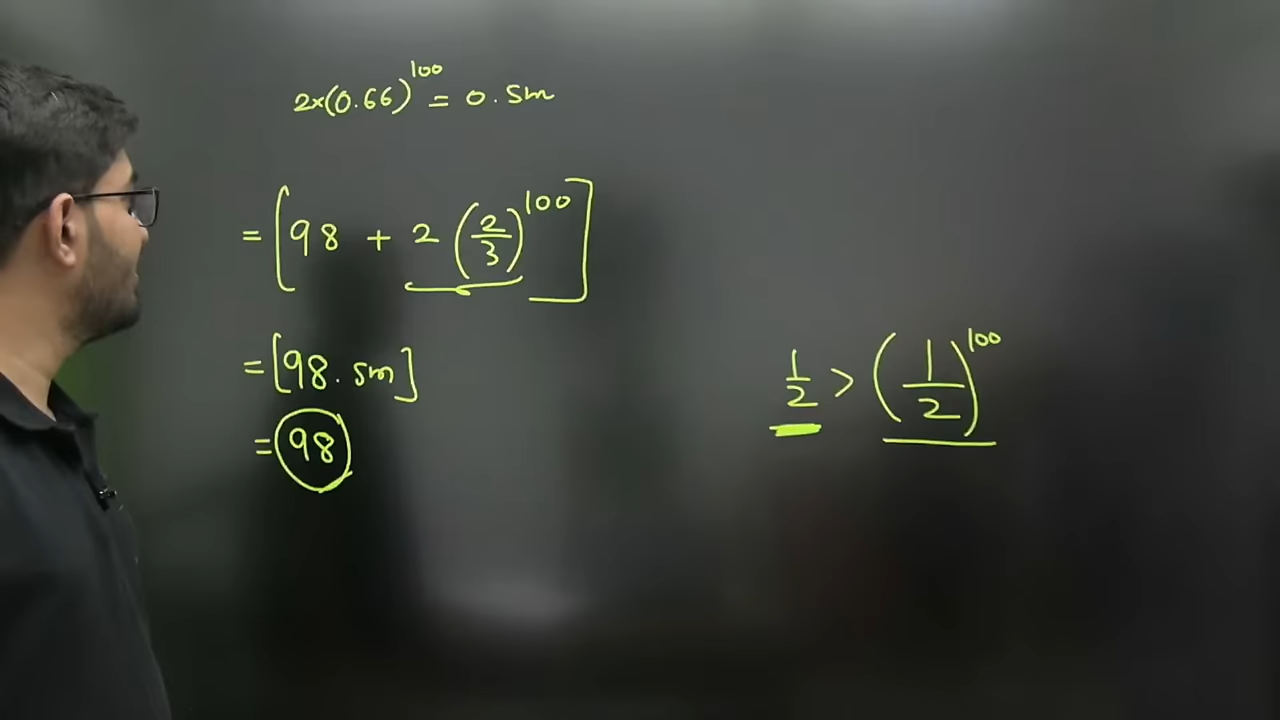 2×(0.66)^100 = 0.sm
= [98 + 2 (2/3)^100]
= [98.sm]
= 98
1/2 > (1/2)^100